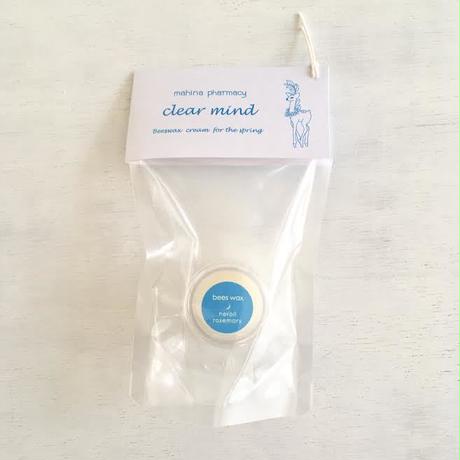 mahina pharmacy
clear mind
Beeswax cream for the spring
bees wax
neroli
rosemary